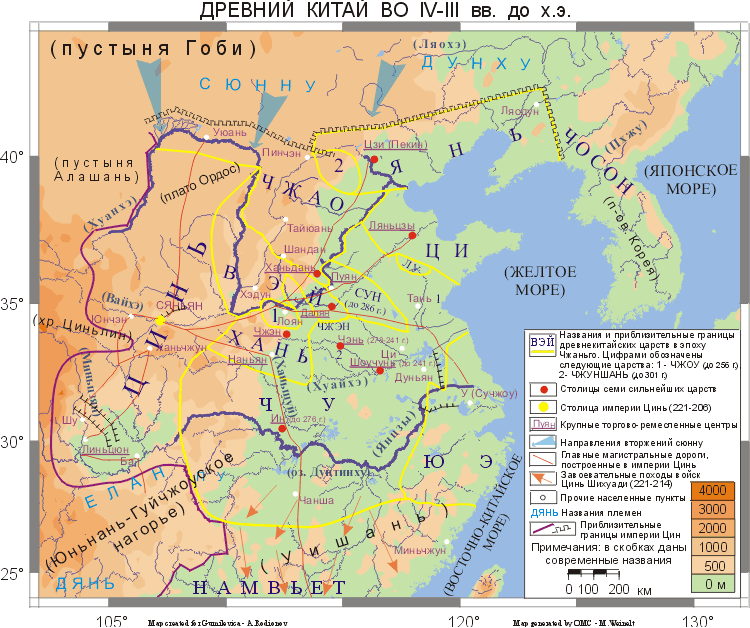 ДРЕВНИЙ КИТАЙ ВО IV-III вв. до х.э.
(пустыня Гоби)
(Ляохэ)
СЮННУ
ДУНХУ
Ляодун
Уюань
Пинчэн
Цзи (Пекин)
40°
2
ЯНЬ
ЧОСОН
(Цхужу)
(пустыня
Алашань)
(плато Ордос)
ЧЖАО
(ЯПОНСКОЕ
МОРЕ)
(Хуанхэ)
Тайюань
Ляньцзы
(п-ов. Корея)
Шандан
ЦИ
Ханьдань
ЛУ
(ЖЕЛТОЕ
МОРЕ)
ВЭЙ
Пуян
Хэдун
СУН
(до 286 г.)
Тань 1
(Вайхэ)
СЯНЬЯН
ЦИНЬ
Юнчэн
35°
1
Лоян
Далян
ЧЖЭН
(хр. Циньлин)
Ханьчжун
Чжэн
ХАНЬ
Чэнь (278-241 г.)
2
Наньян
Шоучунь (до 241 г.)
Ци
Дуньян
(Хуайхэ)
(Миньцзян)
(Ханьшуй)
ЧУ
У (Сучжоу)
Шу
Ин (до 276 г.)
(Янцзы)
30°
Линьцюн
Ба
ЮЭ
ЕЛАН
У
(оз. Дунтинху)
(Юньнань-Гуйчжоуское
нагорье)
Чанша
(Уишань)
Миньчжун
(ВОСТОЧНО-КИТАЙСКОЕ
МОРЕ)
25°
ДЯНЬ
НАМВЬЕТ
105°
120°
130°
ВЭЙ
Названия и приблизительные границы
древнекитайских царств в эпоху
Чжаньго. Цифрами обозначены
следующие царства: 1 - ЧЖОУ (до 256 г.)
2- ЧЖУНШАНЬ (до 301 г.)
Столицы семи сильнейших царств
Столица империи Цинь (221-206)
Пуян Крупные торгово-ремесленные центры
Направления вторжений сюнну
Главные магистральные дороги,
построенные в империи Цинь
Завоевательные походы войск
Цинь Шихуади (221-214)
Прочие населенные пункты
ДЯНЬ Названия племен
Приблизительные
границы империи Цин
Примечания: в скобках даны
современные названия
0 100 200 км
4000
3000
2000
1000
500
0 м
Map created for Gumilevica - A.Rodionov
Map generated by OMC - M.Weinelt